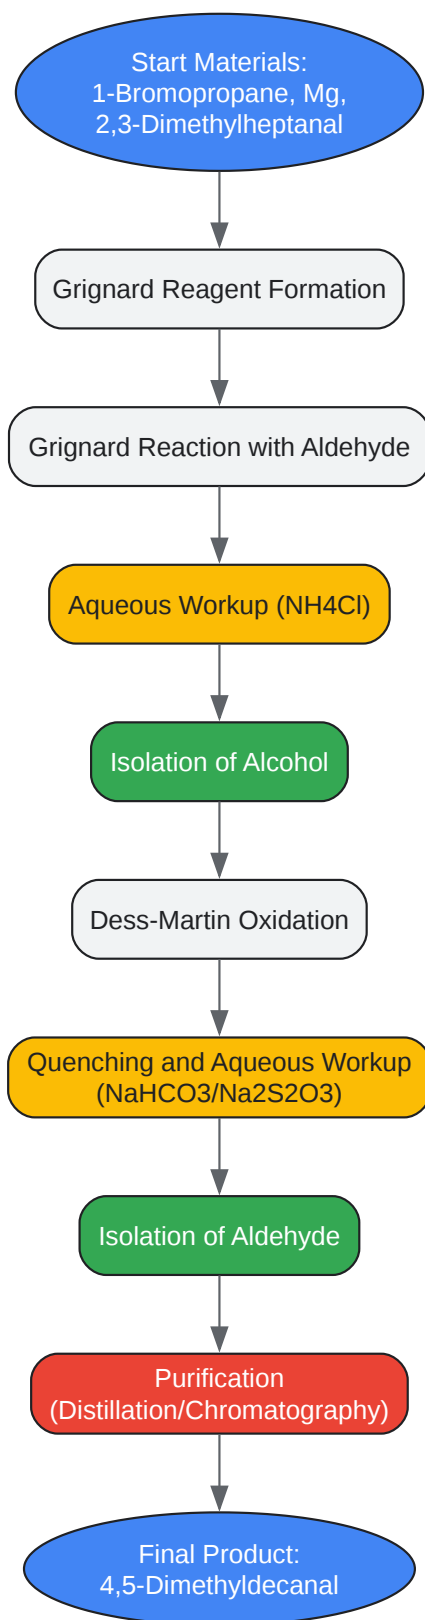 Start Materials:
1-Bromopropane, Mg,
2,3-Dimethylheptanal
Grignard Reagent Formation
Grignard Reaction with Aldehyde
Aqueous Workup (NH4Cl)
Isolation of Alcohol
Dess-Martin Oxidation
Quenching and Aqueous Workup
(NaHCO3/Na2S2O3)
Isolation of Aldehyde
Purification
(Distillation/Chromatography)
Final Product:
4,5-Dimethyldecanal